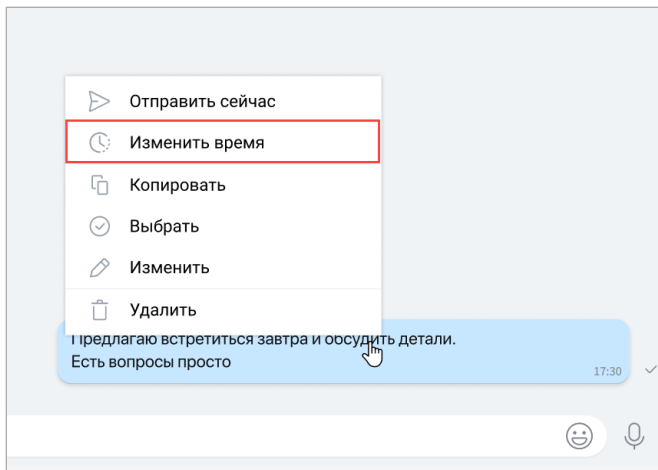 Отправить сейчас
Изменить время
Копировать
Выбрать
Изменить
Удалить
Предлагаю встретиться завтра и обсудить детали.
Есть вопросы просто
17:30